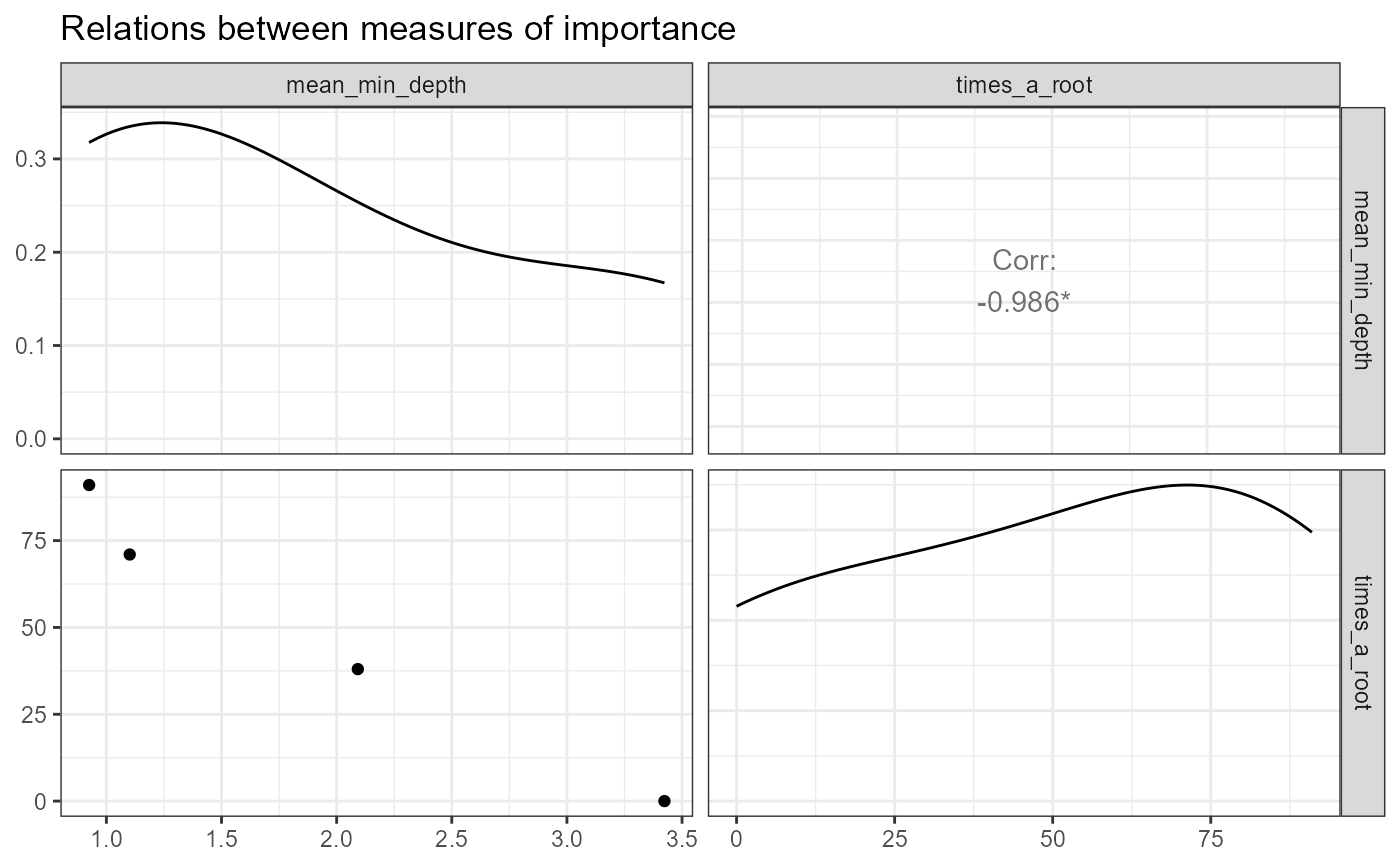 Relations between measures of importance
mean_min_depth
times_a_root
0.3
0.2
0.1
0.0
Corr:
-0.986*
mean_min_depth
75
50
25
0
times_a_root
1.0 1.5 2.0 2.5 3.0 3.5
0 25 50 75